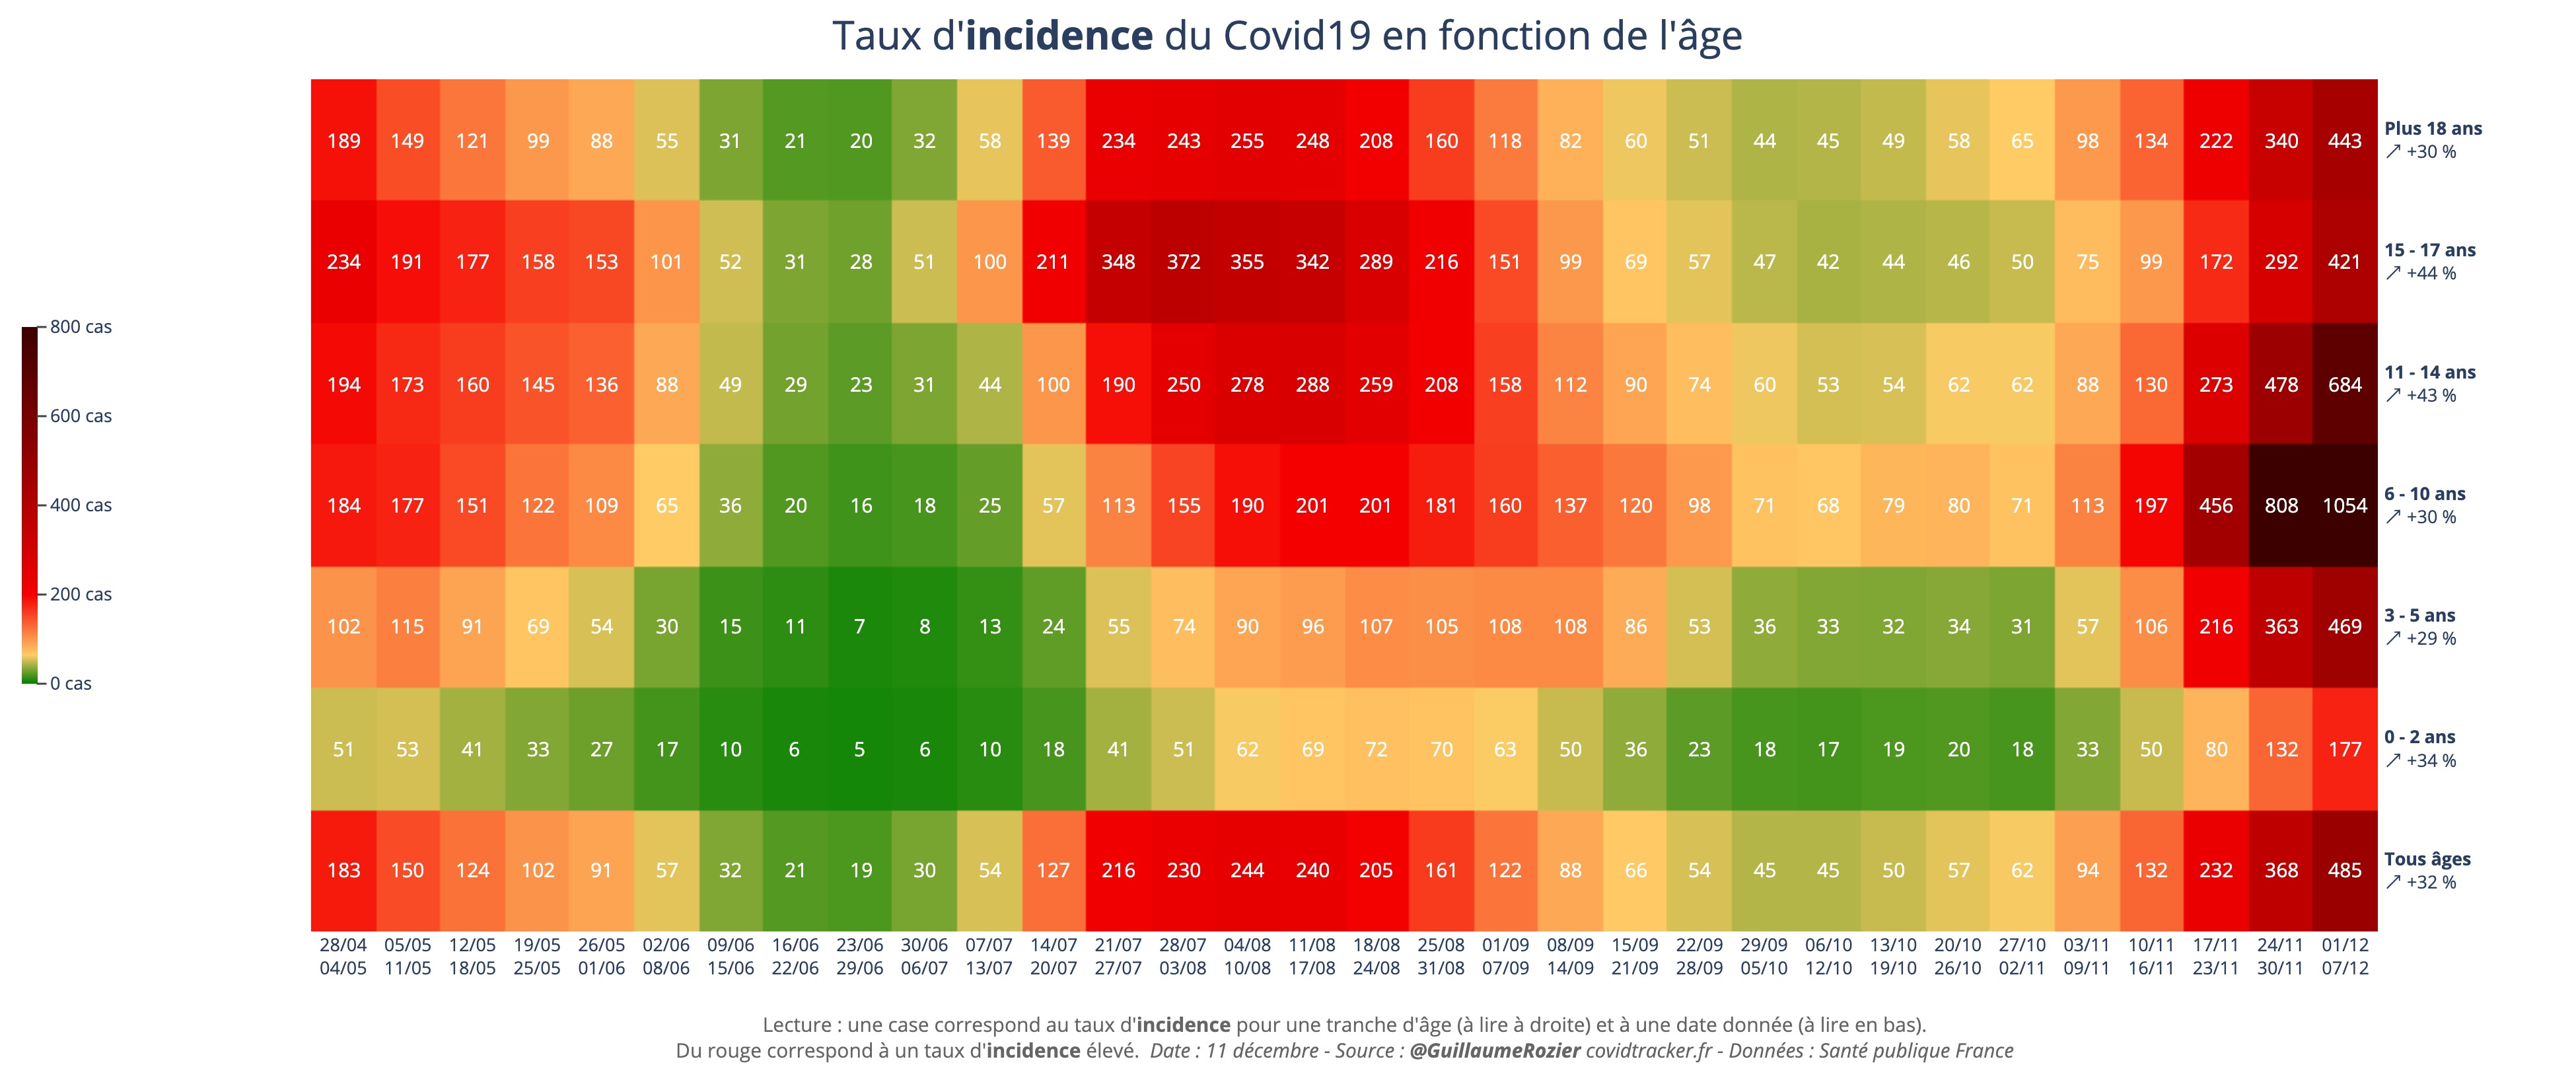 Taux d'incidence du Covid19 en fonction de l'âge
189 149 121 99 88 55 31 21 20 32 58 139 234 243 255 248 208 160 118 82 60 51 44 45 49 58 65 98 134 222 340 443
Plus 18 ans
↗ +30 %
234 191 177 158 153 101 52 31 28 51 100 211 348 372 355 342 289 216 151 99 69 57 47 42 44 46 50 75 99 172 292 421
15 - 17 ans
↗ +44 %
194 173 160 145 136 88 49 29 23 31 44 100 190 250 278 288 259 208 158 112 90 74 60 53 54 62 62 88 130 273 478 684
11 - 14 ans
↗ +43 %
184 177 151 122 109 65 36 20 16 18 25 57 113 155 190 201 201 181 160 137 120 98 71 68 79 80 71 113 197 456 808 1054
6 - 10 ans
↗ +30 %
102 115 91 69 54 30 15 11 7 8 13 24 55 74 90 96 107 105 108 108 86 53 36 33 32 34 31 57 106 216 363 469
3 - 5 ans
↗ +29 %
51 53 41 33 27 17 10 6 5 6 10 18 41 51 62 69 72 70 63 50 36 23 18 17 19 20 18 33 50 80 132 177
0 - 2 ans
↗ +34 %
183 150 124 102 91 57 32 21 19 30 54 127 216 230 244 240 205 161 122 88 66 54 45 45 50 57 62 94 132 232 368 485
Tous âges
↗ +32 %
800 cas
600 cas
400 cas
200 cas
0 cas
28/04 05/05 12/05 19/05 26/05 02/06 09/06 16/06 23/06 30/06 07/07 14/07 21/07 28/07 04/08 11/08 18/08 25/08 01/09 08/09 15/09 22/09 29/09 06/10 13/10 20/10 27/10 03/11 10/11 17/11 24/11 01/12
04/05 11/05 18/05 25/05 01/06 08/06 15/06 22/06 29/06 06/07 13/07 20/07 27/07 03/08 10/08 17/08 24/08 31/08 07/09 14/09 21/09 28/09 05/10 12/10 19/10 26/10 02/11 09/11 16/11 23/11 30/11 07/12
Lecture : une case correspond au taux d'incidence pour une tranche d'âge (à lire à droite) et à une date donnée (à lire en bas).
Du rouge correspond à un taux d'incidence élevé. Date : 11 décembre - Source : @GuillaumeRozier covidtracker.fr - Données : Santé publique France